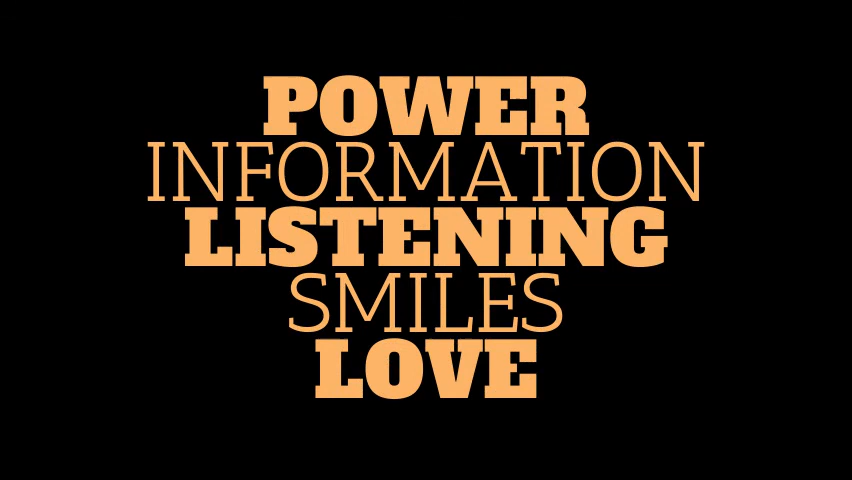 POWER
INFORMATION
LISTENING
SMILES
LOVE